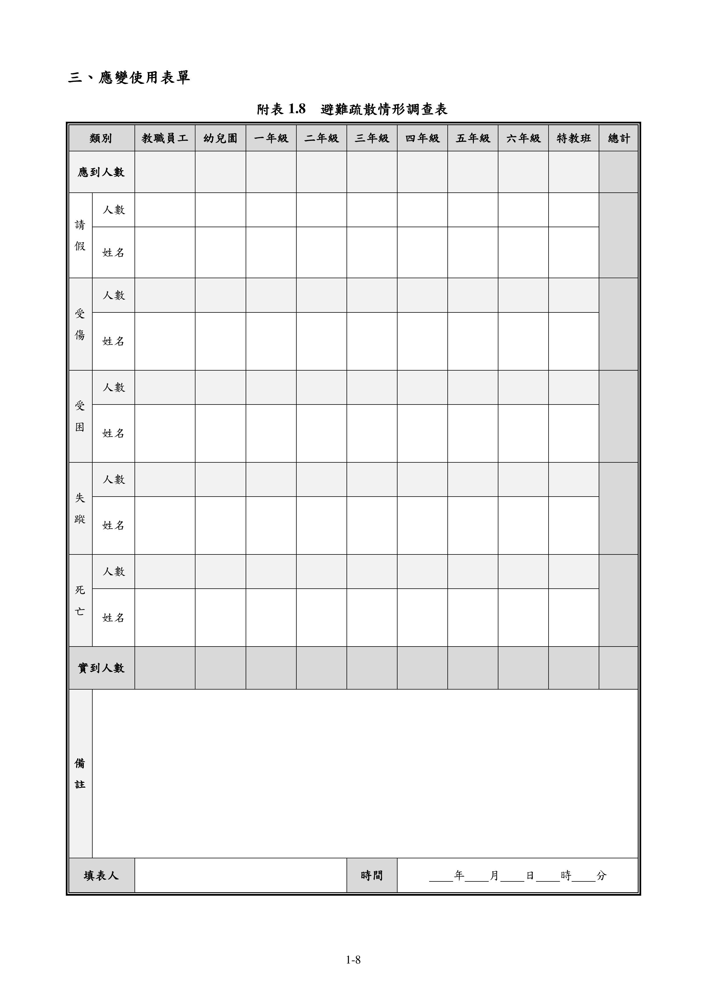 三、應變使用表單
附表 1.8　避難疏散情形調查表
類別 教職員工 幼兒園 一年級 二年級 三年級 四年級 五年級 六年級 特教班 總計
應到人數
請假 人數
姓名
受傷 人數
姓名
受困 人數
姓名
失蹤 人數
姓名
死亡 人數
姓名
實到人數
備註
填表人 時間 ____年____月____日____時____分
1-8